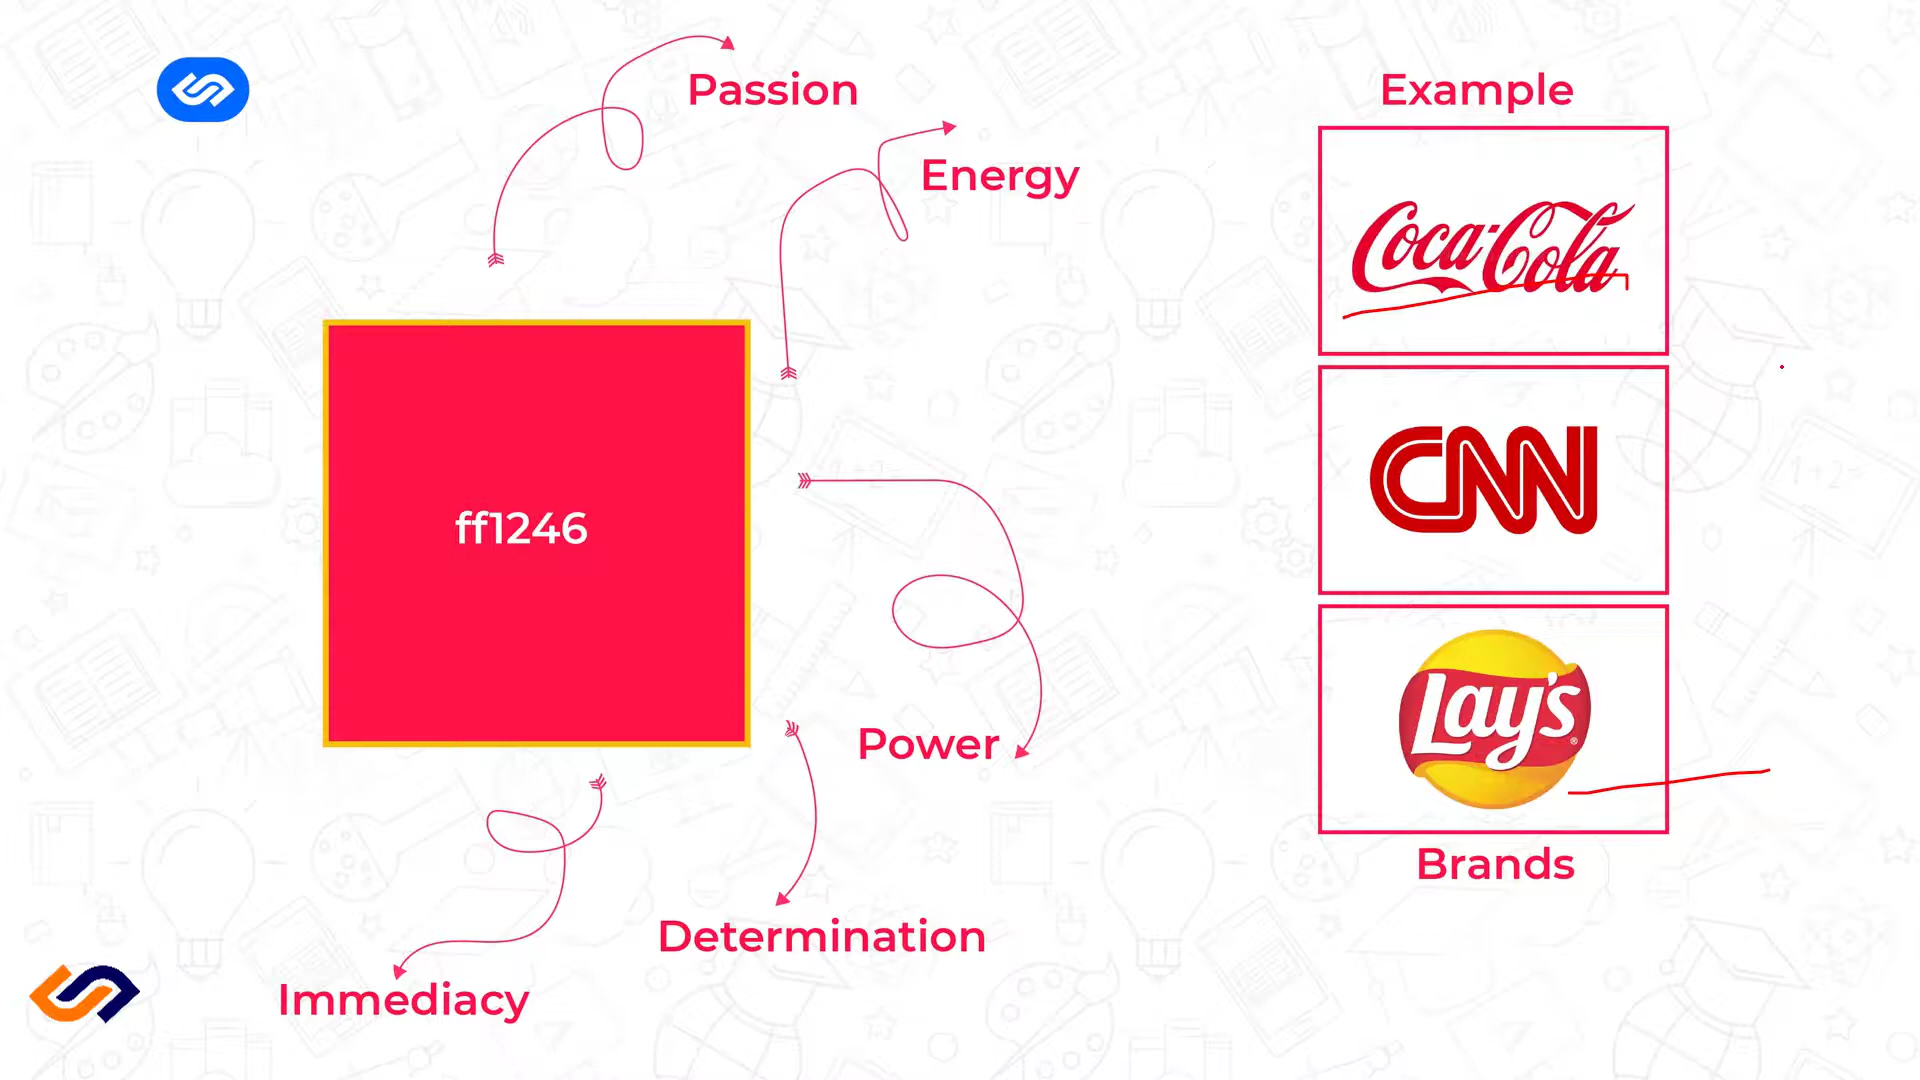 Passion
Energy
ff1246
Power
Determination
Immediacy
Example
Coca-Cola
CNN
Lay's
®
Brands